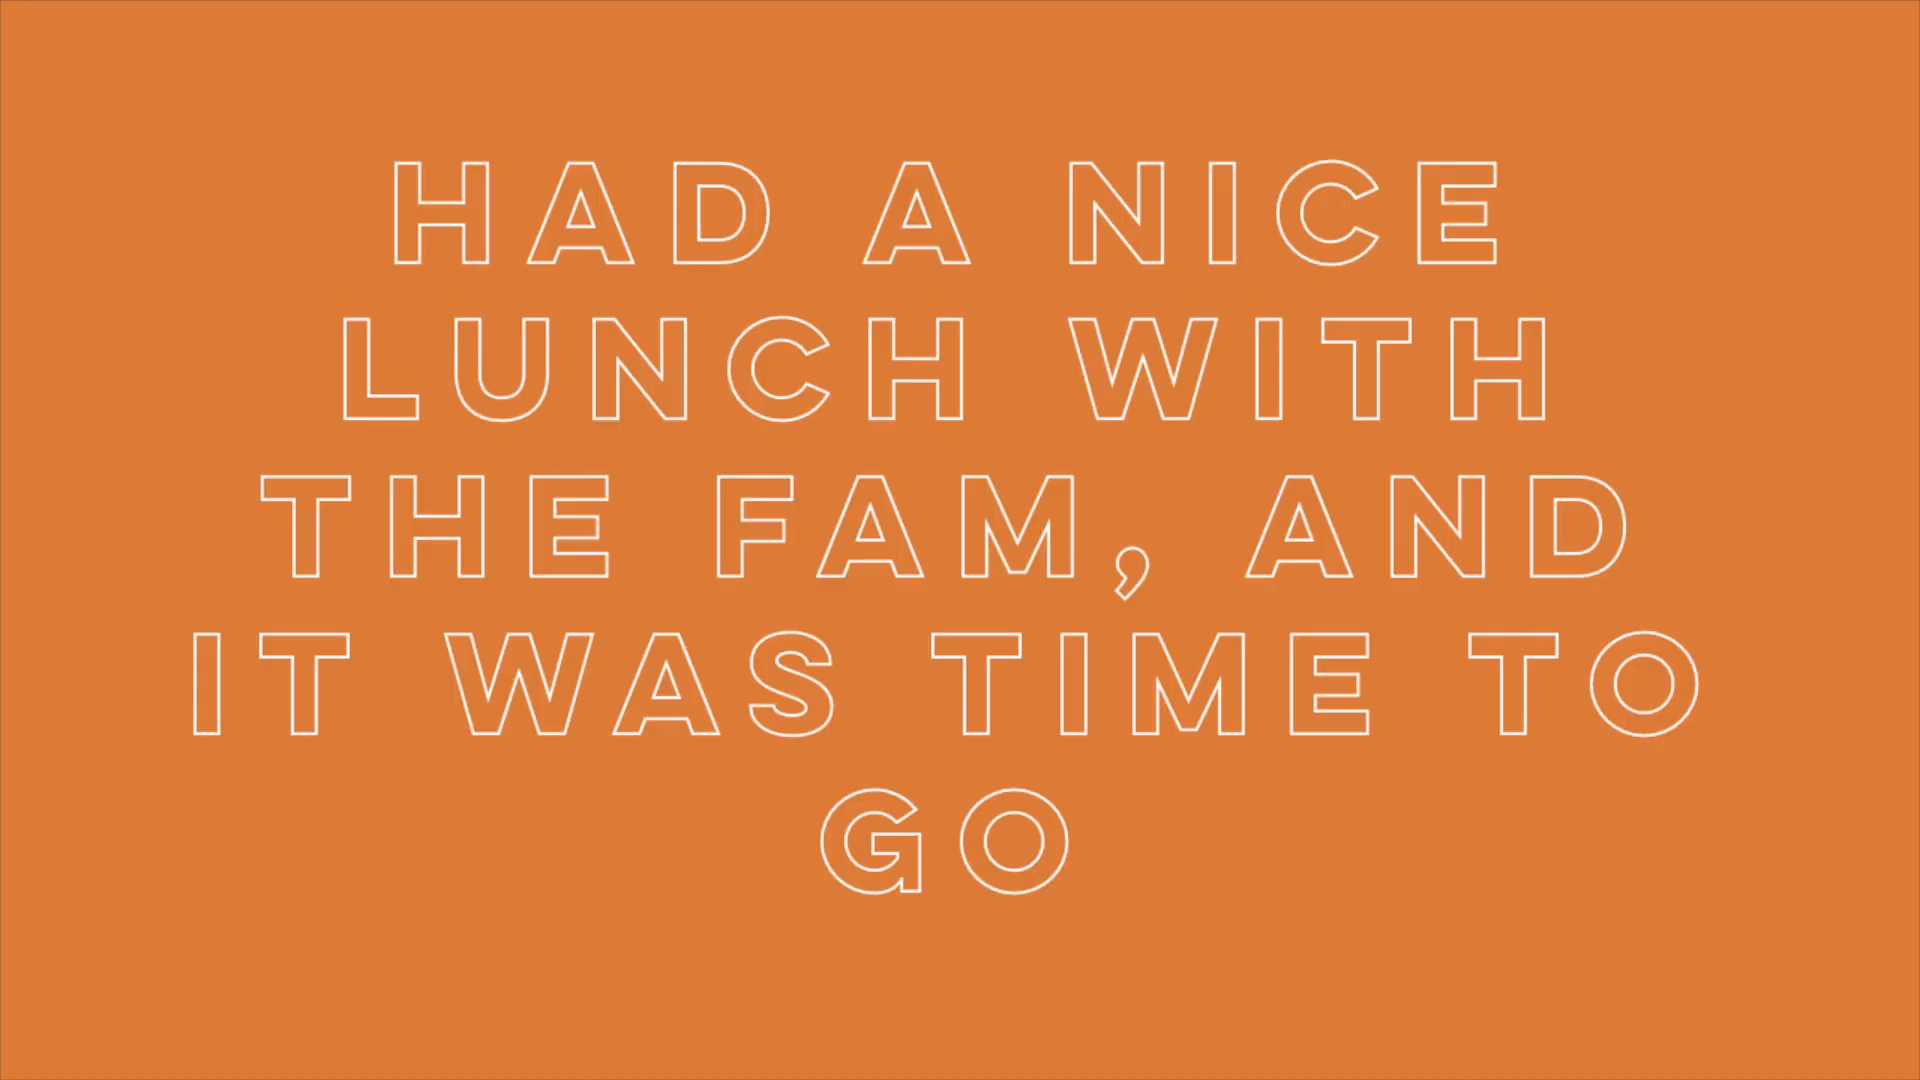 HAD A NICE
LUNCH WITH
THE FAM, AND
IT WAS TIME TO
GO